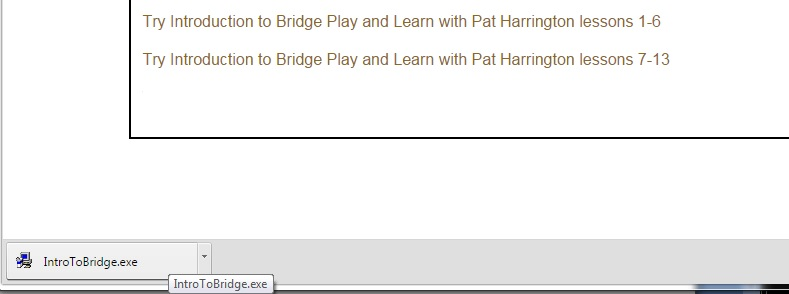 Try Introduction to Bridge Play and Learn with Pat Harrington lessons 1-6
Try Introduction to Bridge Play and Learn with Pat Harrington lessons 7-13
IntroToBridge.exe
IntroToBridge.exe